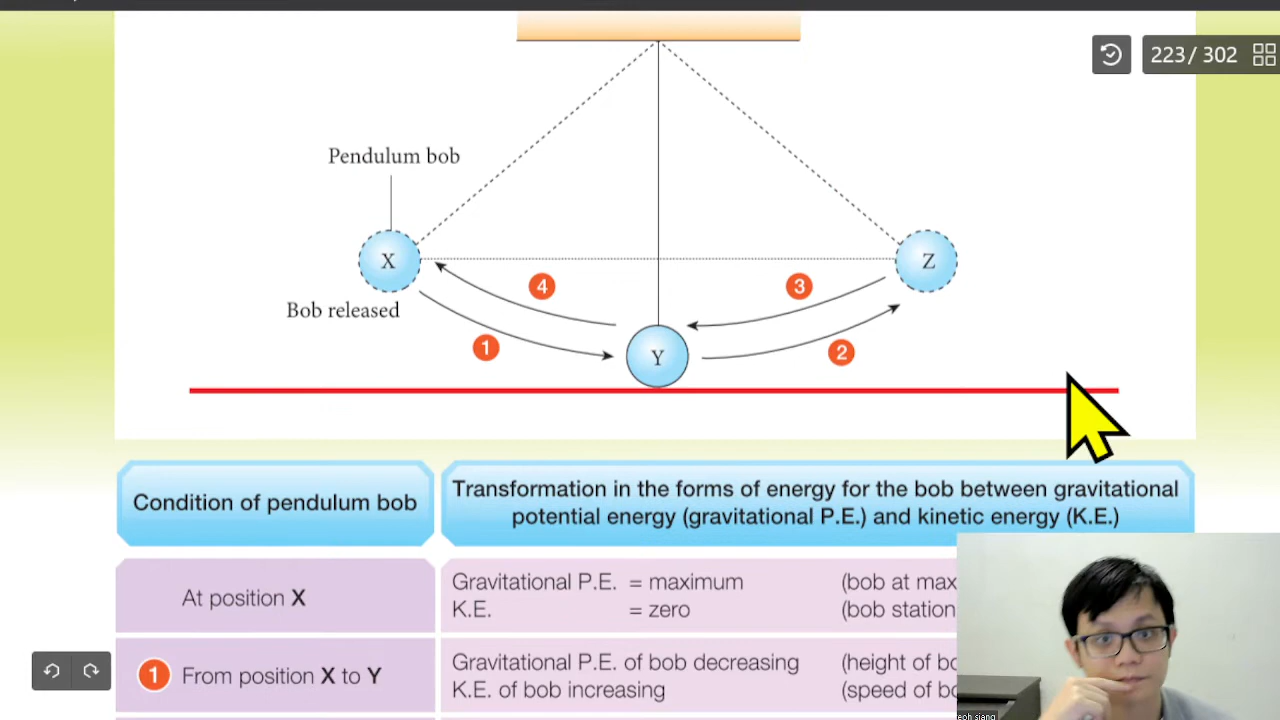 223/ 302
Pendulum bob
X
Z
4
3
Bob released
1
Y
2
Condition of pendulum bob
Transformation in the forms of energy for the bob between gravitational
potential energy (gravitational P.E.) and kinetic energy (K.E.)
At position X
Gravitational P.E. = maximum (bob at max
K.E. = zero (bob station
1 From position X to Y
Gravitational P.E. of bob decreasing (height of bo
K.E. of bob increasing (speed of bo